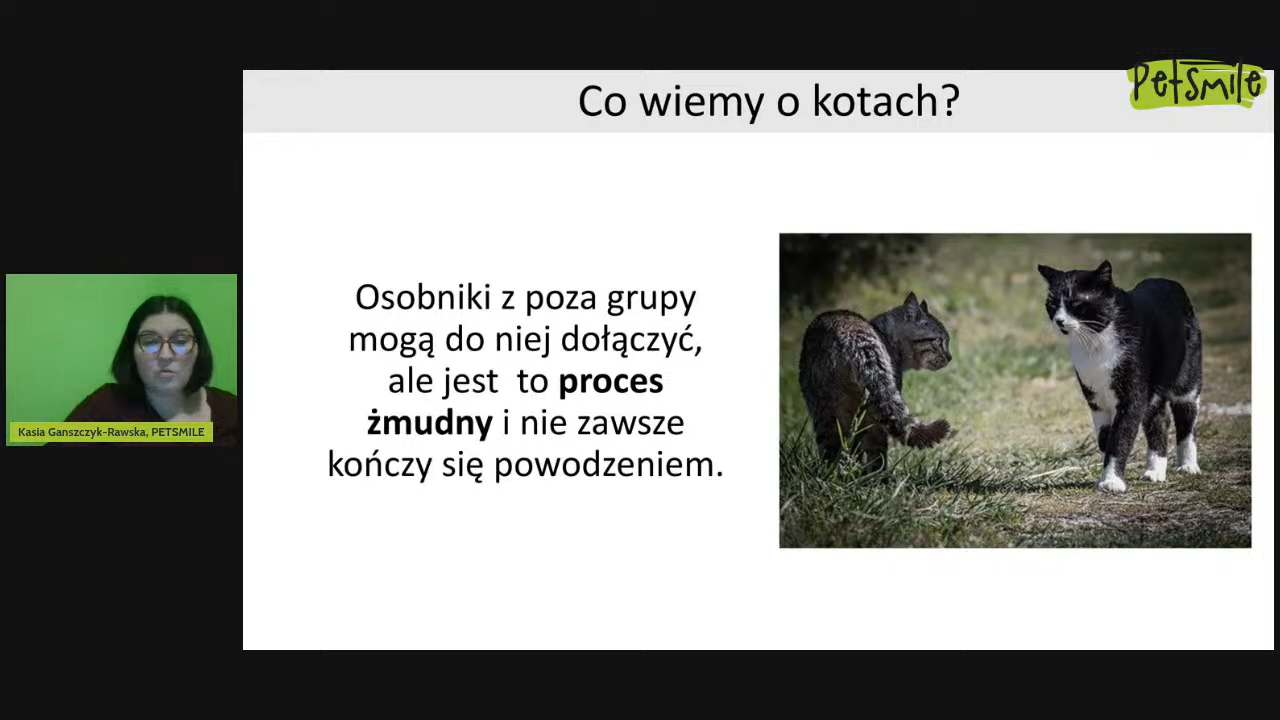 Co wiemy o kotach?
PetSmile
Osobniki z poza grupy
mogą do niej dołączyć,
ale jest  to proces
żmudny i nie zawsze
kończy się powodzeniem.
Kasia Ganszczyk-Rawska, PETSMILE